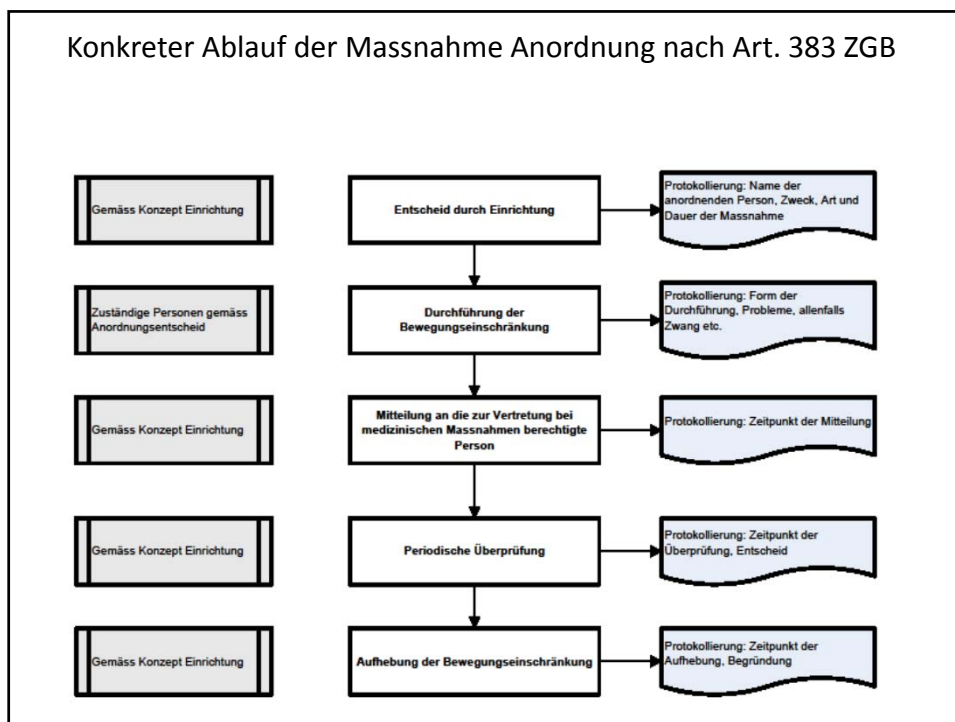 Konkreter Ablauf der Massnahme Anordnung nach Art. 383 ZGB
Gemäss Konzept Einrichtung
Entscheid durch Einrichtung
Protokollierung: Name der
anordnenden Person, Zweck, Art und
Dauer der Massnahme
Zuständige Personen gemäss
Anordnungsentscheid
Durchführung der
Bewegungseinschränkung
Protokollierung: Form der
Durchführung, Probleme, allenfalls
Zwang etc.
Gemäss Konzept Einrichtung
Mitteilung an die zur Vertretung bei
medizinischen Massnahmen berechtigte
Person
Protokollierung: Zeitpunkt der Mitteilung
Gemäss Konzept Einrichtung
Periodische Überprüfung
Protokollierung: Zeitpunkt der
Überprüfung, Entscheid
Gemäss Konzept Einrichtung
Aufhebung der Bewegungseinschränkung
Protokollierung: Zeitpunkt der
Aufhebung, Begründung